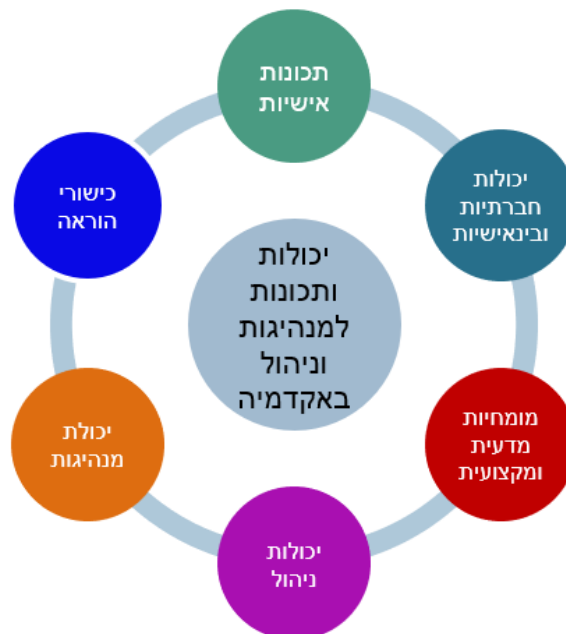 תכונות
אישיות
יכולות
חברתיות
ובינאישיות
מומחיות
מדעית
ומקצועית
יכולות
ניהול
יכולת
מנהיגות
כישורי
הוראה
יכולות
ותכונות
למנהיגות
וניהול
באקדמיה